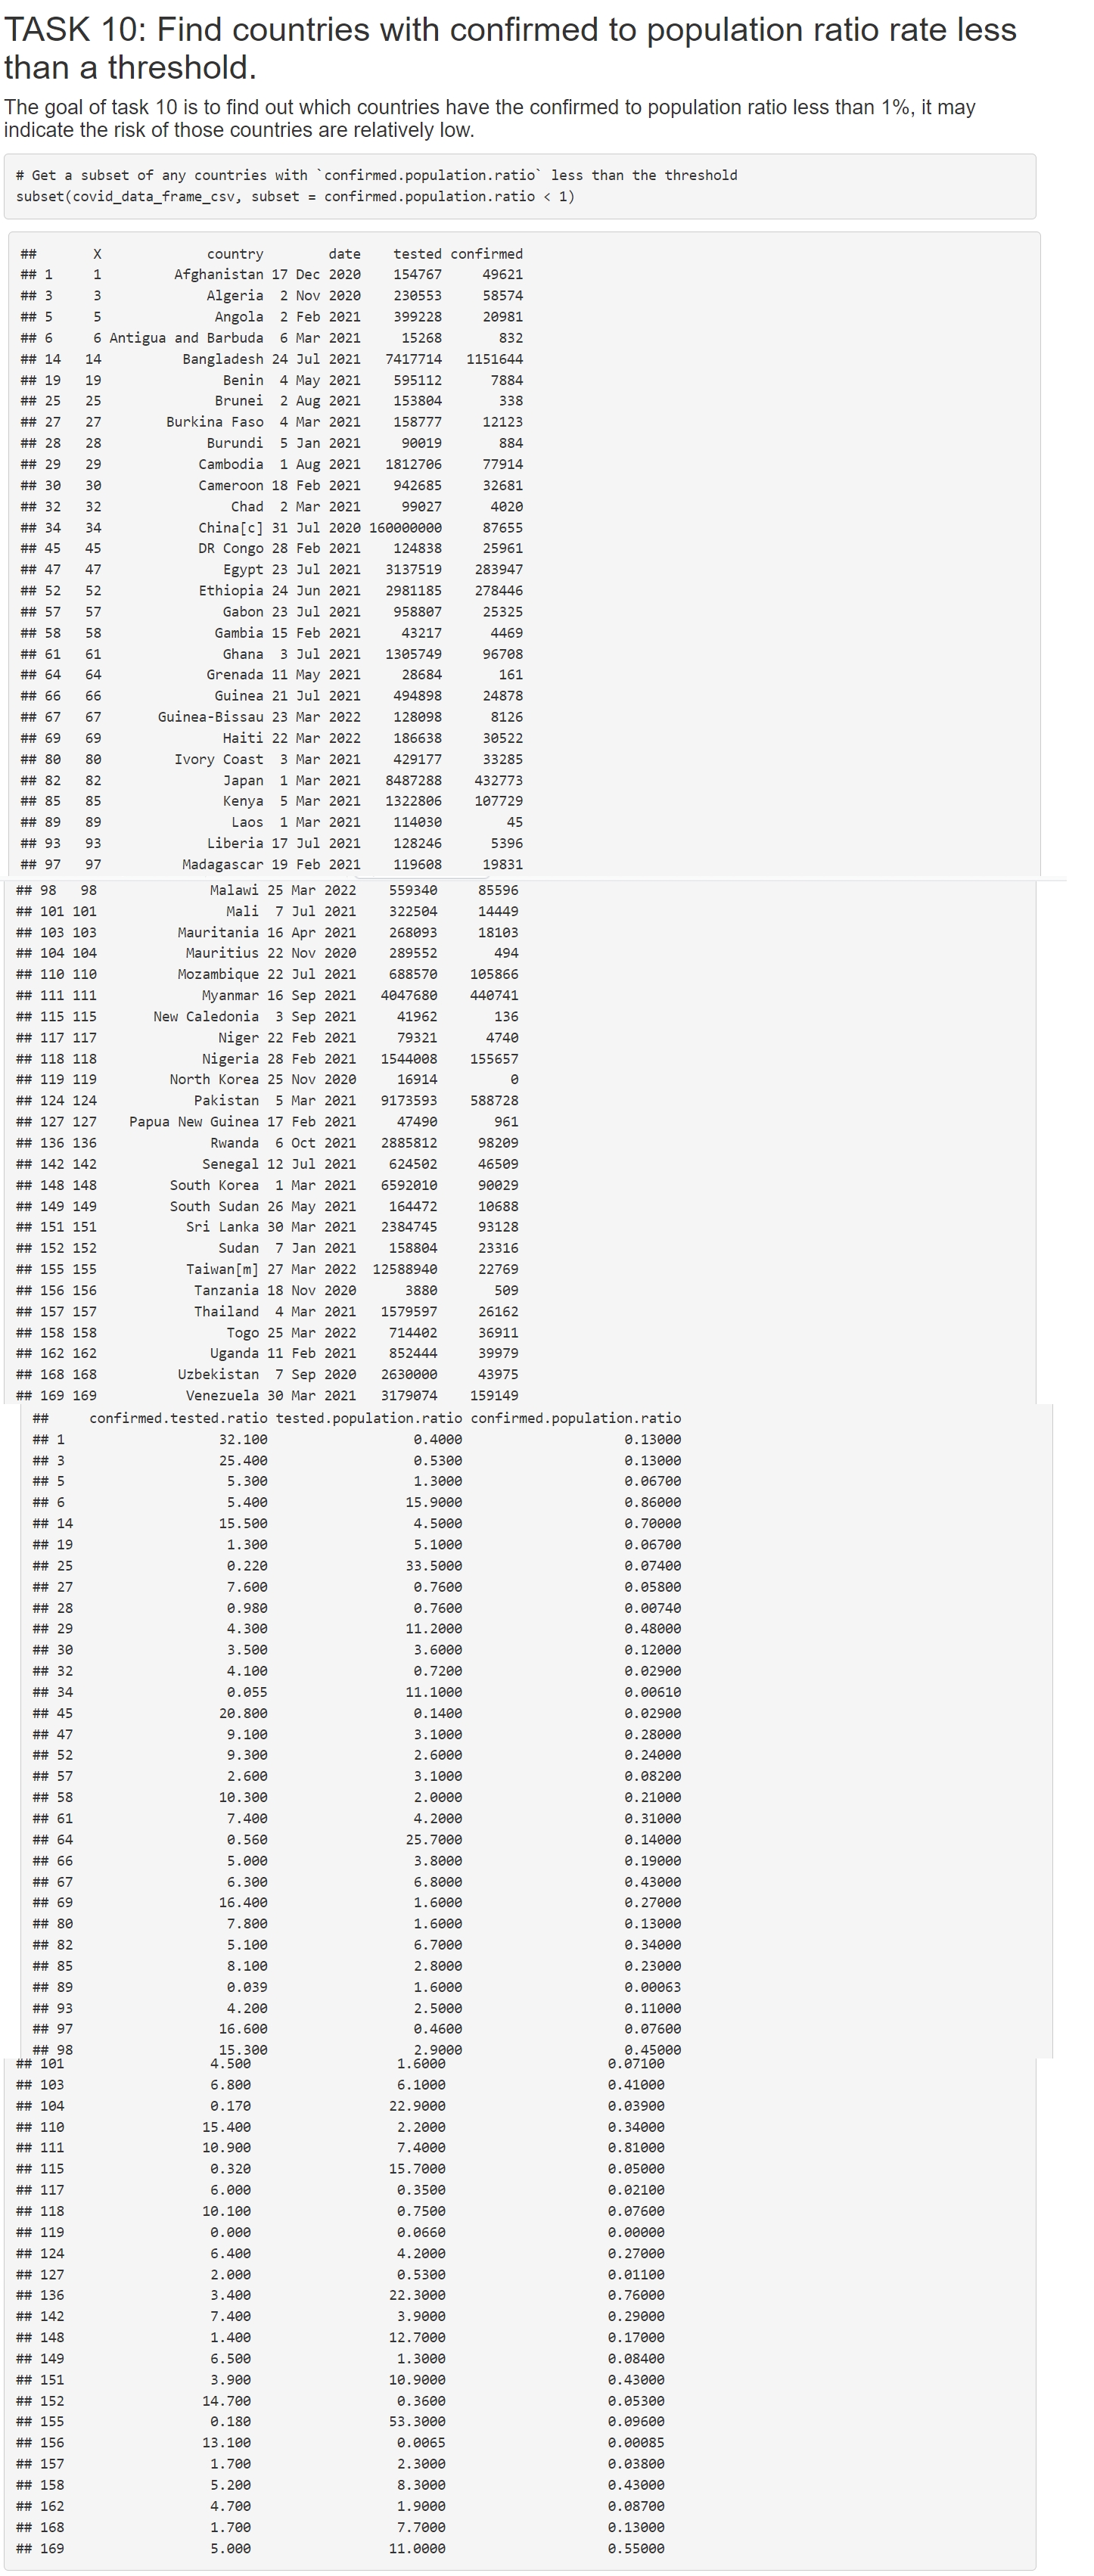 TASK 10: Find countries with confirmed to population ratio rate less
than a threshold.
The goal of task 10 is to find out which countries have the confirmed to population ratio less than 1%, it may
indicate the risk of those countries are relatively low.
# Get a subset of any countries with `confirmed.population.ratio` less than the threshold
subset(covid_data_frame_csv, subset = confirmed.population.ratio < 1)
## X country date tested confirmed
## 1 1 Afghanistan 17 Dec 2020 154767 49621
## 3 3 Algeria 2 Nov 2020 230553 58574
## 5 5 Angola 2 Feb 2021 399228 20981
## 6 6 Antigua and Barbuda 6 Mar 2021 15268 832
## 14 14 Bangladesh 24 Jul 2021 7417714 1151644
## 19 19 Benin 4 May 2021 595112 7884
## 25 25 Brunei 2 Aug 2021 153804 338
## 27 27 Burkina Faso 4 Mar 2021 158777 12123
## 28 28 Burundi 5 Jan 2021 90019 884
## 29 29 Cambodia 1 Aug 2021 1812706 77914
## 30 30 Cameroon 18 Feb 2021 942685 32681
## 32 32 Chad 2 Mar 2021 99027 4020
## 34 34 China[c] 31 Jul 2020 160000000 87655
## 45 45 DR Congo 28 Feb 2021 124838 25961
## 47 47 Egypt 23 Jul 2021 3137519 283947
## 52 52 Ethiopia 24 Jun 2021 2981185 278446
## 57 57 Gabon 23 Jul 2021 958807 25325
## 58 58 Gambia 15 Feb 2021 43217 4469
## 61 61 Ghana 3 Jul 2021 1305749 96708
## 64 64 Grenada 11 May 2021 28684 161
## 66 66 Guinea 21 Jul 2021 494898 24878
## 67 67 Guinea-Bissau 23 Mar 2022 128098 8126
## 69 69 Haiti 22 Mar 2022 186638 30522
## 80 80 Ivory Coast 3 Mar 2021 429177 33285
## 82 82 Japan 1 Mar 2021 8487288 432773
## 85 85 Kenya 5 Mar 2021 1322806 107729
## 89 89 Laos 1 Mar 2021 114030 45
## 93 93 Liberia 17 Jul 2021 128246 5396
## 97 97 Madagascar 19 Feb 2021 119608 19831
## 98 98 Malawi 25 Mar 2022 559340 85596
## 101 101 Mali 7 Jul 2021 322504 14449
## 103 103 Mauritania 16 Apr 2021 268093 18103
## 104 104 Mauritius 22 Nov 2020 289552 494
## 110 110 Mozambique 22 Jul 2021 688570 105866
## 111 111 Myanmar 16 Sep 2021 4047680 440741
## 115 115 New Caledonia 3 Sep 2021 41962 136
## 117 117 Niger 22 Feb 2021 79321 4740
## 118 118 Nigeria 28 Feb 2021 1544008 155657
## 119 119 North Korea 25 Nov 2020 16914 0
## 124 124 Pakistan 5 Mar 2021 9173593 588728
## 127 127 Papua New Guinea 17 Feb 2021 47490 961
## 136 136 Rwanda 6 Oct 2021 2885812 98209
## 142 142 Senegal 12 Jul 2021 624502 46509
## 148 148 South Korea 1 Mar 2021 6592010 90029
## 149 149 South Sudan 26 May 2021 164472 10688
## 151 151 Sri Lanka 30 Mar 2021 2384745 93128
## 152 152 Sudan 7 Jan 2021 158804 23316
## 155 155 Taiwan[m] 27 Mar 2022 12588940 22769
## 156 156 Tanzania 18 Nov 2020 3880 509
## 157 157 Thailand 4 Mar 2021 1579597 26162
## 158 158 Togo 25 Mar 2022 714402 36911
## 162 162 Uganda 11 Feb 2021 852444 39979
## 168 168 Uzbekistan 7 Sep 2020 2630000 43975
## 169 169 Venezuela 30 Mar 2021 3179074 159149
## confirmed.tested.ratio tested.population.ratio confirmed.population.ratio
## 1 32.100 0.4000 0.13000
## 3 25.400 0.5300 0.13000
## 5 5.300 1.3000 0.06700
## 6 5.400 15.9000 0.86000
## 14 15.500 4.5000 0.70000
## 19 1.300 5.1000 0.06700
## 25 0.220 33.5000 0.07400
## 27 7.600 0.7600 0.05800
## 28 0.980 0.7600 0.00740
## 29 4.300 11.2000 0.48000
## 30 3.500 3.6000 0.12000
## 32 4.100 0.7200 0.02900
## 34 0.055 11.1000 0.00610
## 45 20.800 0.1400 0.02900
## 47 9.100 3.1000 0.28000
## 52 9.300 2.6000 0.24000
## 57 2.600 3.1000 0.08200
## 58 10.300 2.0000 0.21000
## 61 7.400 4.2000 0.31000
## 64 0.560 25.7000 0.14000
## 66 5.000 3.8000 0.19000
## 67 6.300 6.8000 0.43000
## 69 16.400 1.6000 0.27000
## 80 7.800 1.6000 0.13000
## 82 5.100 6.7000 0.34000
## 85 8.100 2.8000 0.23000
## 89 0.039 1.6000 0.00063
## 93 4.200 2.5000 0.11000
## 97 16.600 0.4600 0.07600
## 98 15.300 2.9000 0.45000
## 101 4.500 1.6000 0.07100
## 103 6.800 6.1000 0.41000
## 104 0.170 22.9000 0.03900
## 110 15.400 2.2000 0.34000
## 111 10.900 7.4000 0.81000
## 115 0.320 15.7000 0.05000
## 117 6.000 0.3500 0.02100
## 118 10.100 0.7500 0.07600
## 119 0.000 0.0660 0.00000
## 124 6.400 4.2000 0.27000
## 127 2.000 0.5300 0.01100
## 136 3.400 22.3000 0.76000
## 142 7.400 3.9000 0.29000
## 148 1.400 12.7000 0.17000
## 149 6.500 1.3000 0.08400
## 151 3.900 10.9000 0.43000
## 152 14.700 0.3600 0.05300
## 155 0.180 53.3000 0.09600
## 156 13.100 0.0065 0.00085
## 157 1.700 2.3000 0.03800
## 158 5.200 8.3000 0.43000
## 162 4.700 1.9000 0.08700
## 168 1.700 7.7000 0.13000
## 169 5.000 11.0000 0.55000